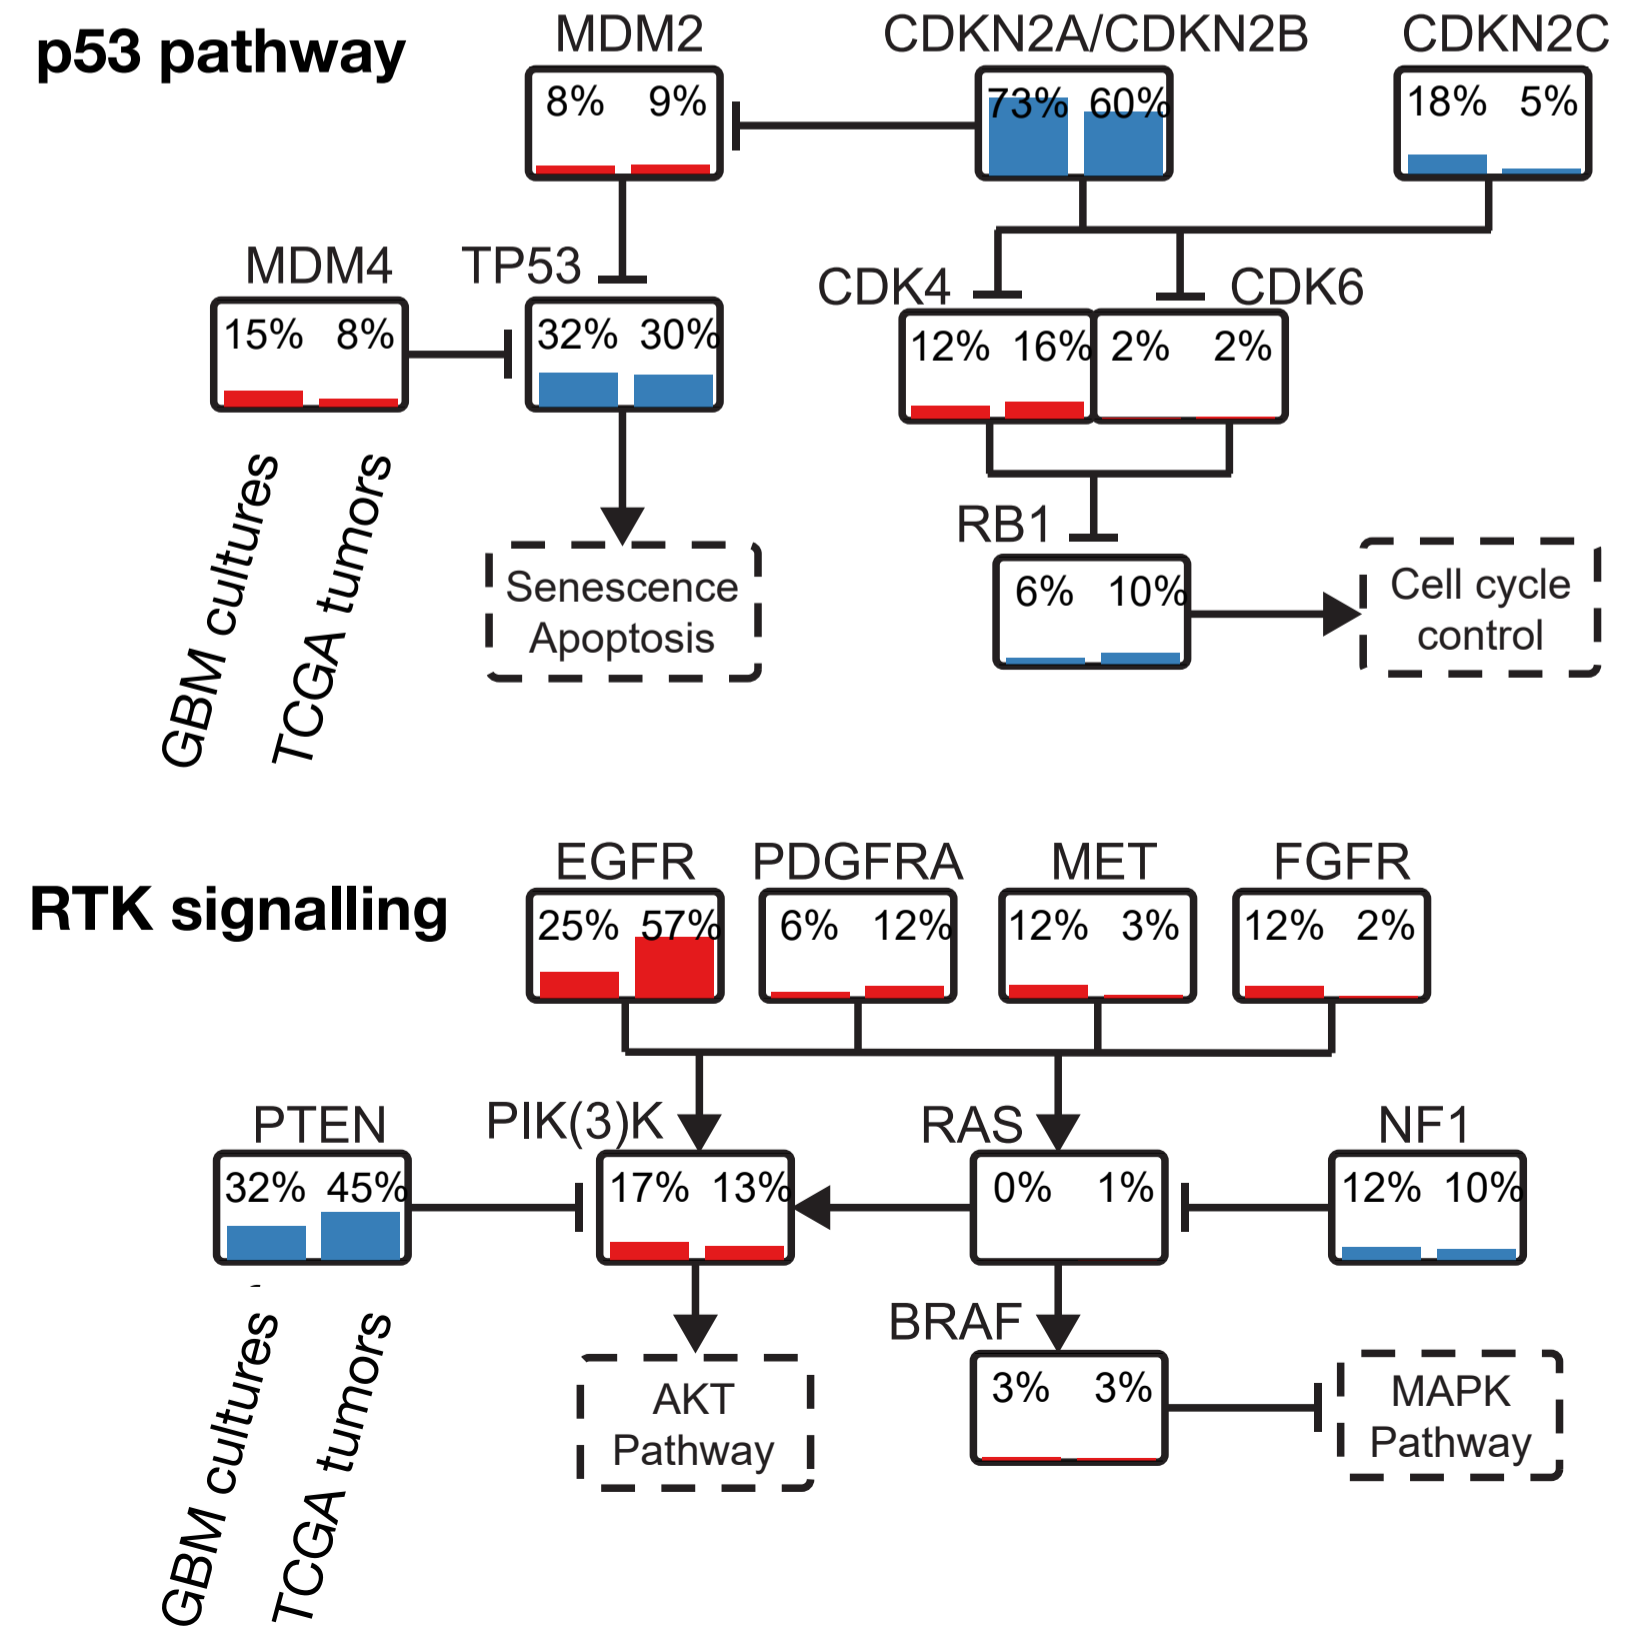 p53 pathway
MDM2
CDKN2A/CDKN2B
CDKN2C
8% 9%
73% 60%
18% 5%
MDM4
TP53
CDK4
CDK6
15% 8%
32% 30%
12% 16%
2% 2%
GBM cultures
TCGA tumors
RB1
Senescence
Apoptosis
6% 10%
Cell cycle
control
RTK signalling
EGFR
PDGFRA
MET
FGFR
25% 57%
6% 12%
12% 3%
12% 2%
PTEN
PIK(3)K
RAS
NF1
32% 45%
17% 13%
0% 1%
12% 10%
GBM cultures
TCGA tumors
BRAF
AKT
Pathway
3% 3%
MAPK
Pathway